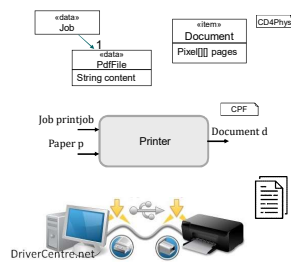 «data»
Job
1
«data»
PdfFile
String content
«item»
Document
Pixel[][] pages
CD4Phys
CPF
Job printjob
Paper p
Printer
Document d
DriverCentre.net